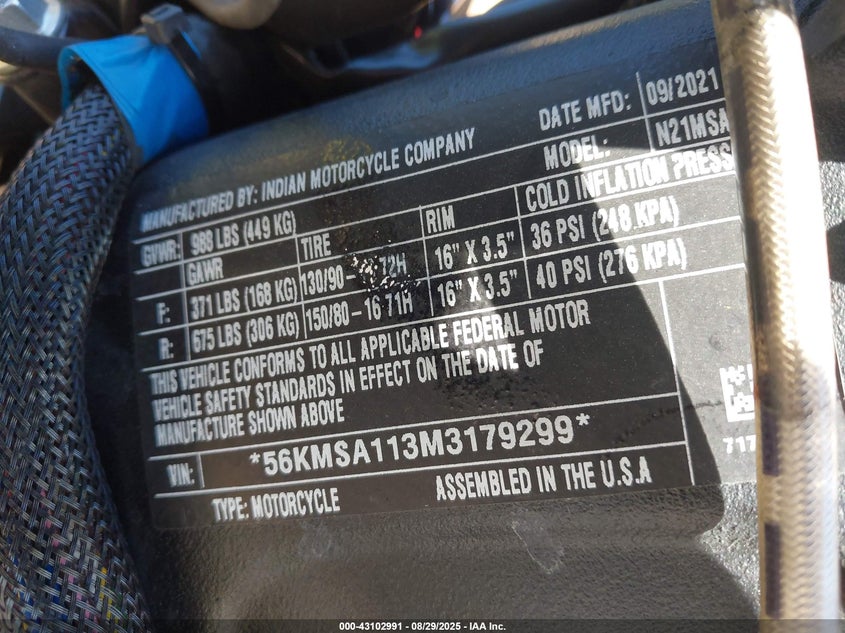 MANUFACTURED BY: INDIAN MOTORCYCLE COMPANY DATE MFD: 09/2021
GVWR: 989 LBS (449 KG) MODEL: N21MSA
GAWR TIRE RIM COLD INFLATION PRESS
F: 371 LBS (168 KG) 130/90- 72H 16" X 3.5" 36 PSI (248 KPA)
R: 675 LBS (306 KG) 150/80-16 71H 16" X 3.5" 40 PSI (276 KPA)
THIS VEHICLE CONFORMS TO ALL APPLICABLE FEDERAL MOTOR
VEHICLE SAFETY STANDARDS IN EFFECT ON THE DATE OF
MANUFACTURE SHOWN ABOVE
VIN: *56KMSA113M3179299*
TYPE: MOTORCYCLE ASSEMBLED IN THE U.S.A
717
000-43102991 | 08/29/2025 | IAA Inc.